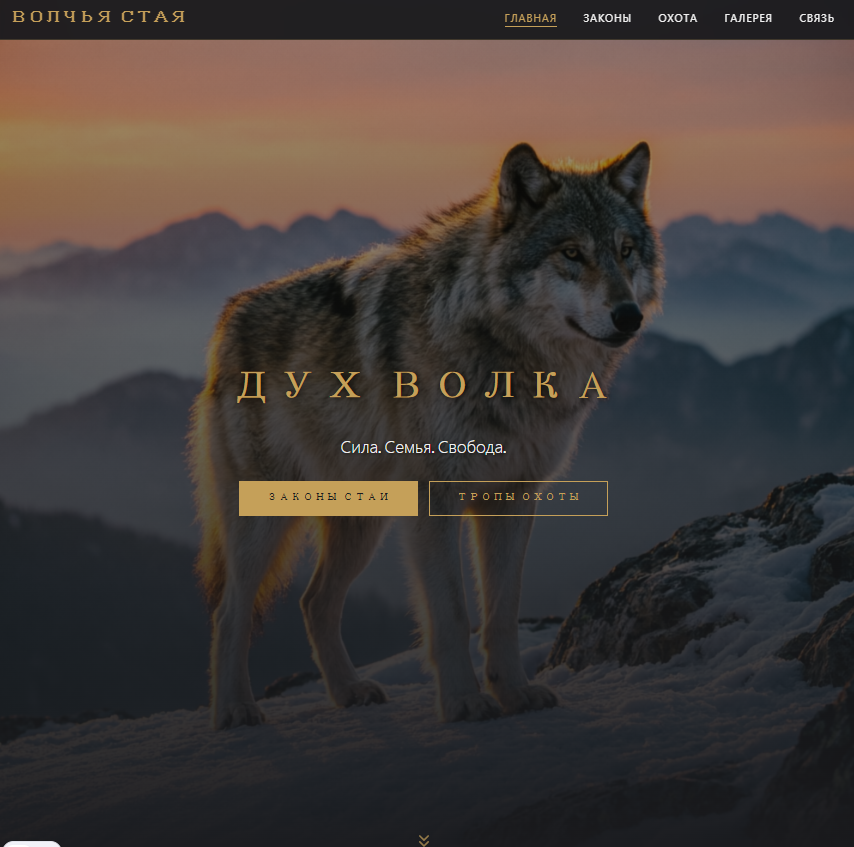 ВОЛЧЬЯ СТАЯ
ГЛАВНАЯ ЗАКОНЫ ОХОТА ГАЛЕРЕЯ СВЯЗЬ
ДУХ ВОЛКА
Сила. Семья. Свобода.
ЗАКОНЫ СТАИ ТРОПЫ ОХОТЫ